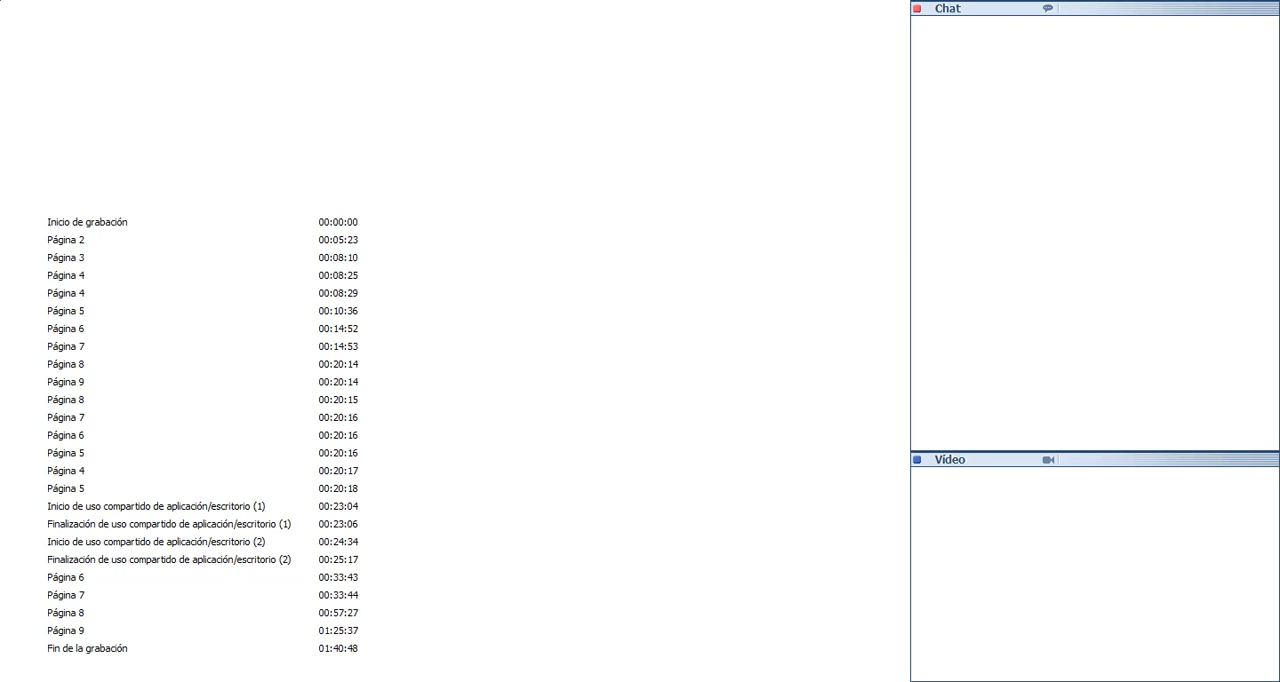 Chat
Inicio de grabación 00:00:00
Página 2 00:05:23
Página 3 00:08:10
Página 4 00:08:25
Página 4 00:08:29
Página 5 00:10:36
Página 6 00:14:52
Página 7 00:14:53
Página 8 00:20:14
Página 9 00:20:14
Página 8 00:20:15
Página 7 00:20:16
Página 6 00:20:16
Página 5 00:20:16
Página 4 00:20:17
Página 5 00:20:18
Inicio de uso compartido de aplicación/escritorio (1) 00:23:04
Finalización de uso compartido de aplicación/escritorio (1) 00:23:06
Inicio de uso compartido de aplicación/escritorio (2) 00:24:34
Finalización de uso compartido de aplicación/escritorio (2) 00:25:17
Página 6 00:33:43
Página 7 00:33:44
Página 8 00:57:27
Página 9 01:25:37
Fin de la grabación 01:40:48
Vídeo